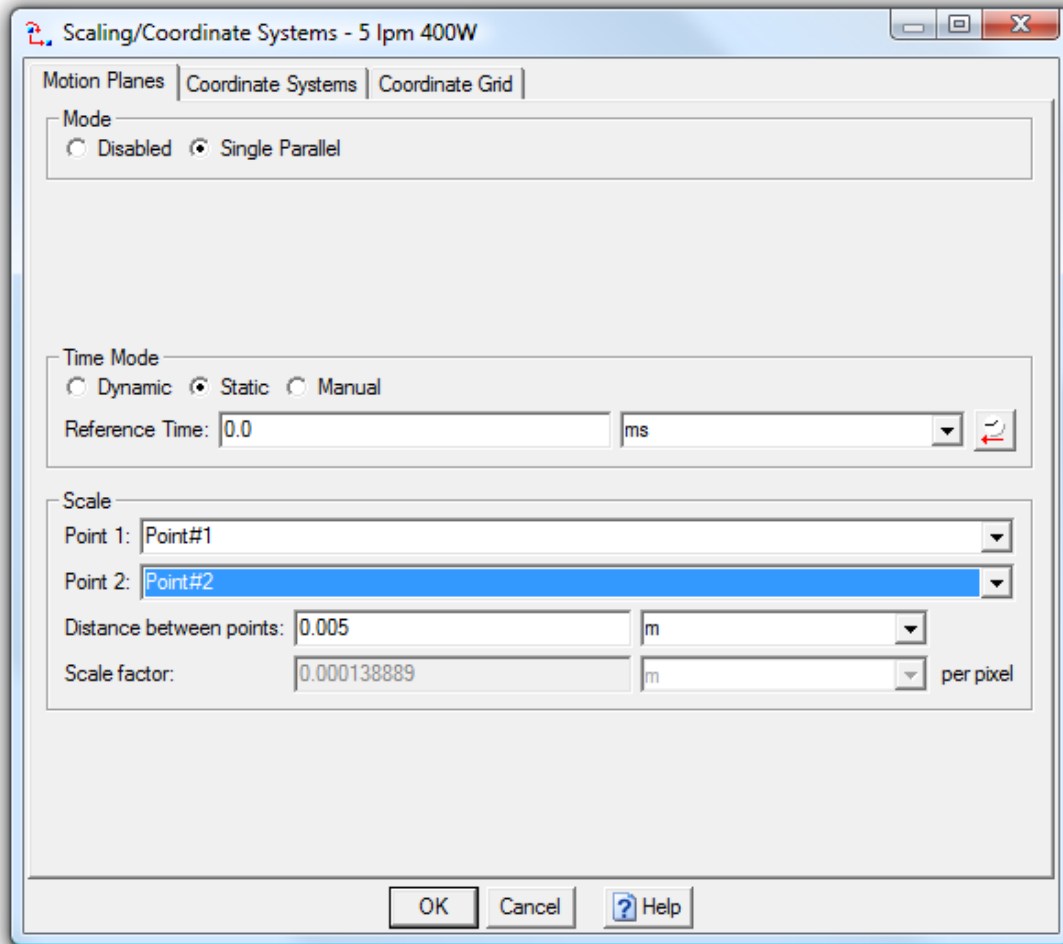 Scaling/Coordinate Systems - 5 lpm 400W
Motion Planes Coordinate Systems Coordinate Grid
Mode
Disabled Single Parallel
Time Mode
Dynamic Static Manual
Reference Time: 0.0 ms
Scale
Point 1: Point#1
Point 2: Point#2
Distance between points: 0.005 m
Scale factor: 0.000138889 m per pixel
OK Cancel ? Help